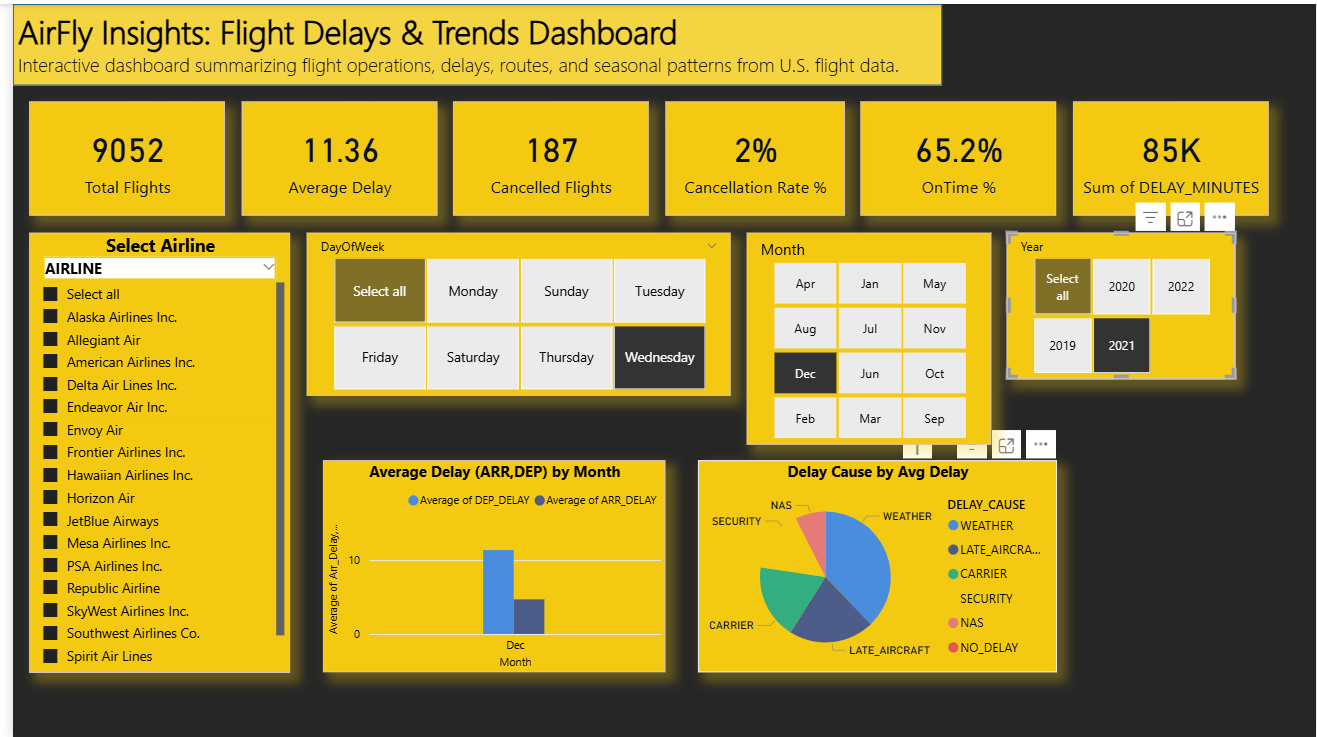 AirFly Insights: Flight Delays & Trends Dashboard
Interactive dashboard summarizing flight operations, delays, routes, and seasonal patterns from U.S. flight data.
9052
Total Flights
11.36
Average Delay
187
Cancelled Flights
2%
Cancellation Rate %
65.2%
OnTime %
85K
Sum of DELAY_MINUTES
Select Airline
AIRLINE
Select all
Alaska Airlines Inc.
Allegiant Air
American Airlines Inc.
Delta Air Lines Inc.
Endeavor Air Inc.
Envoy Air
Frontier Airlines Inc.
Hawaiian Airlines Inc.
Horizon Air
JetBlue Airways
Mesa Airlines Inc.
PSA Airlines Inc.
Republic Airline
SkyWest Airlines Inc.
Southwest Airlines Co.
Spirit Air Lines
DayOfWeek
Select all Monday Sunday Tuesday
Friday Saturday Thursday Wednesday
Month
Apr Jan May
Aug Jul Nov
Dec Jun Oct
Feb Mar Sep
Year
Select all 2020 2022
2019 2021
Average Delay (ARR,DEP) by Month
Average of DEP_DELAY Average of ARR_DELAY
Average of Arr_Delay,...
10
0
Dec
Month
Delay Cause by Avg Delay
NAS
SECURITY
WEATHER
CARRIER
LATE_AIRCRAFT
DELAY_CAUSE
WEATHER
LATE_AIRCRA...
CARRIER
SECURITY
NAS
NO_DELAY